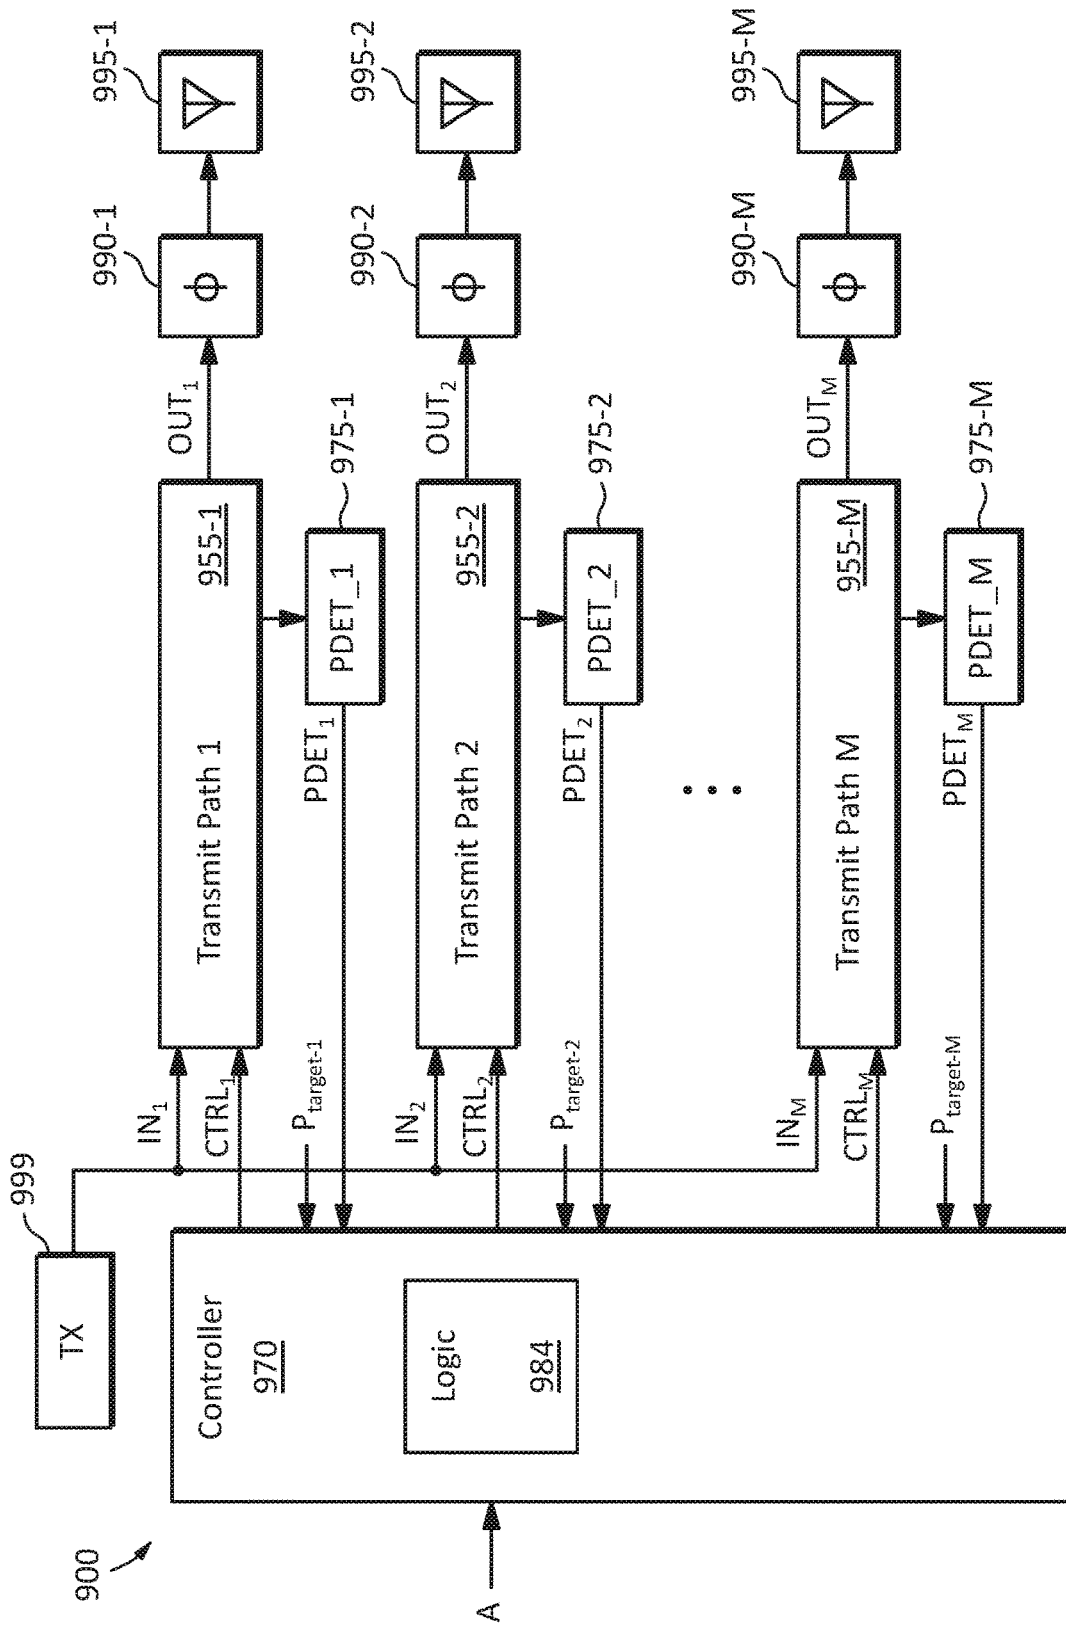 900
TX
999
A
Controller
970
Logic
984
IN1
CTRL1
Ptarget-1
Transmit Path 1
955-1
OUT1
990-1
ϕ
995-1
PDET1
PDET_1
975-1
IN2
CTRL2
Ptarget-2
Transmit Path 2
955-2
OUT2
990-2
ϕ
995-2
PDET2
PDET_2
975-2
INM
CTRLM
Ptarget-M
Transmit Path M
955-M
OUTM
990-M
ϕ
995-M
PDETM
PDET_M
975-M